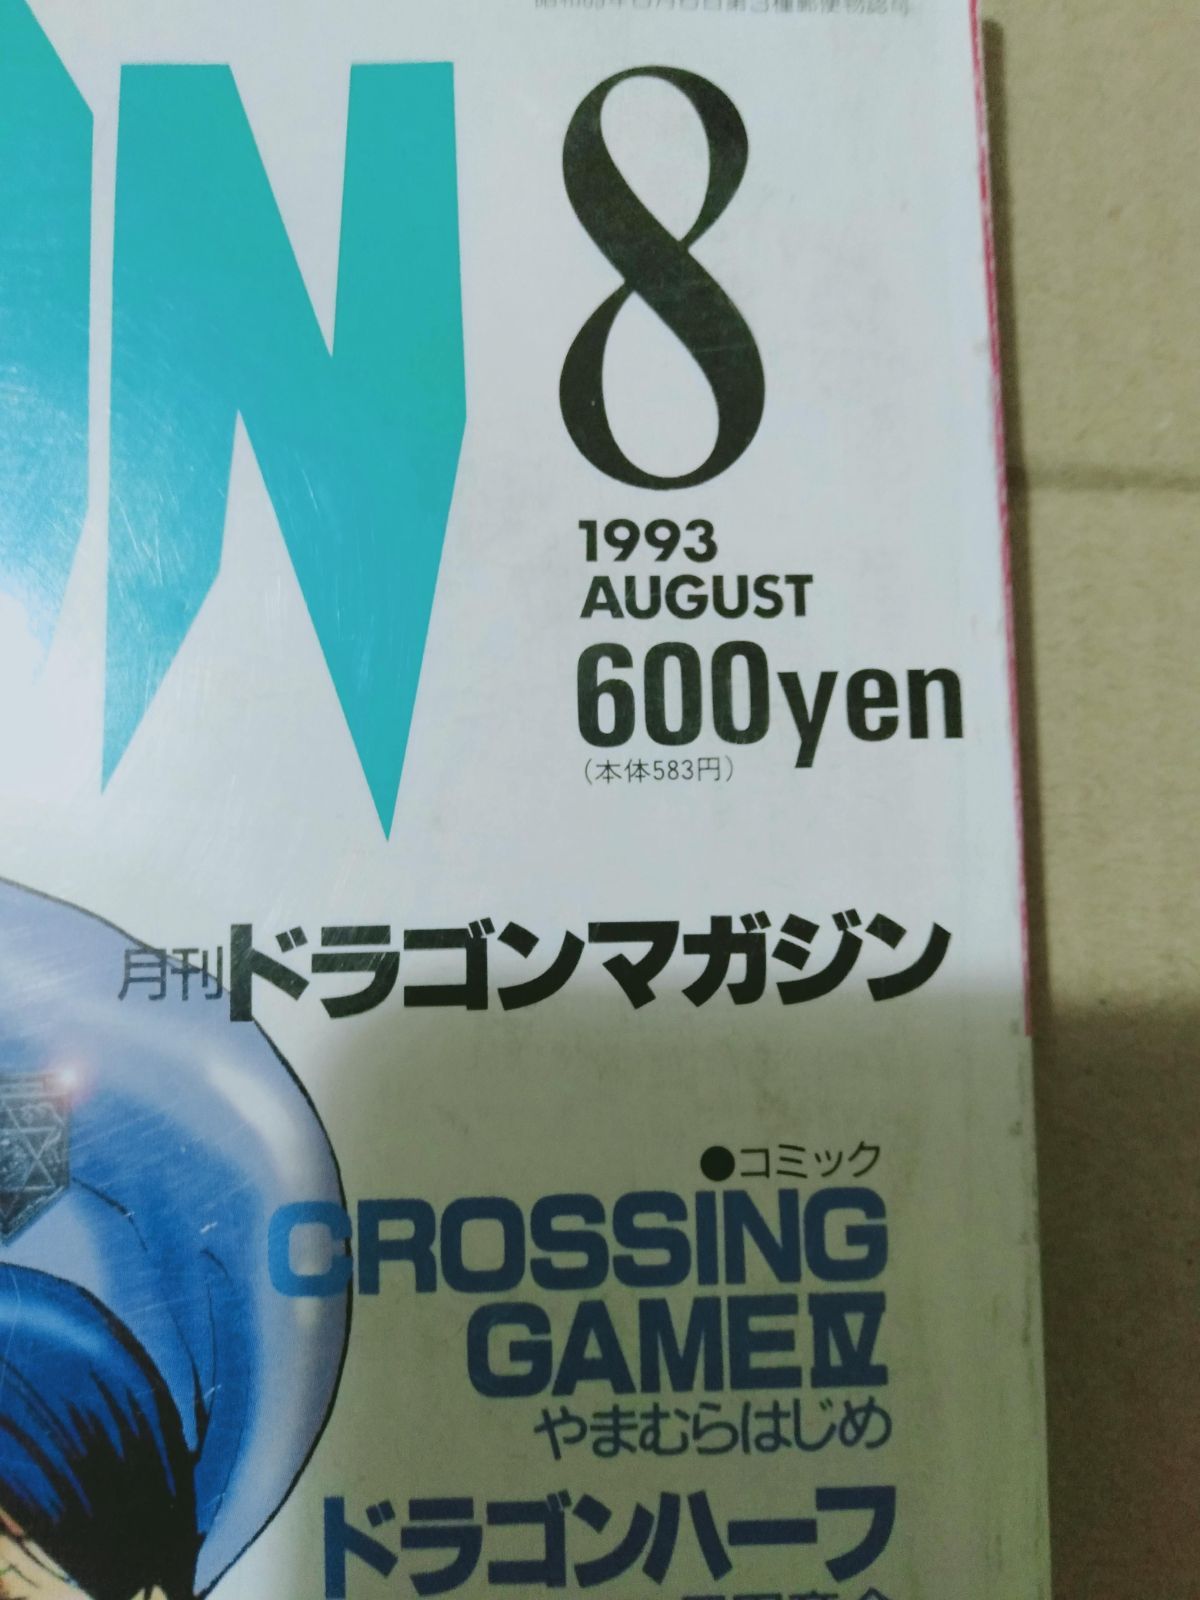 ON
8
1993
AUGUST
600yen
(本体583円)
月刊ドラゴンマガジン
●コミック
CROSSING
GAMEⅣ
やまむらはじめ
ドラゴンハーフ